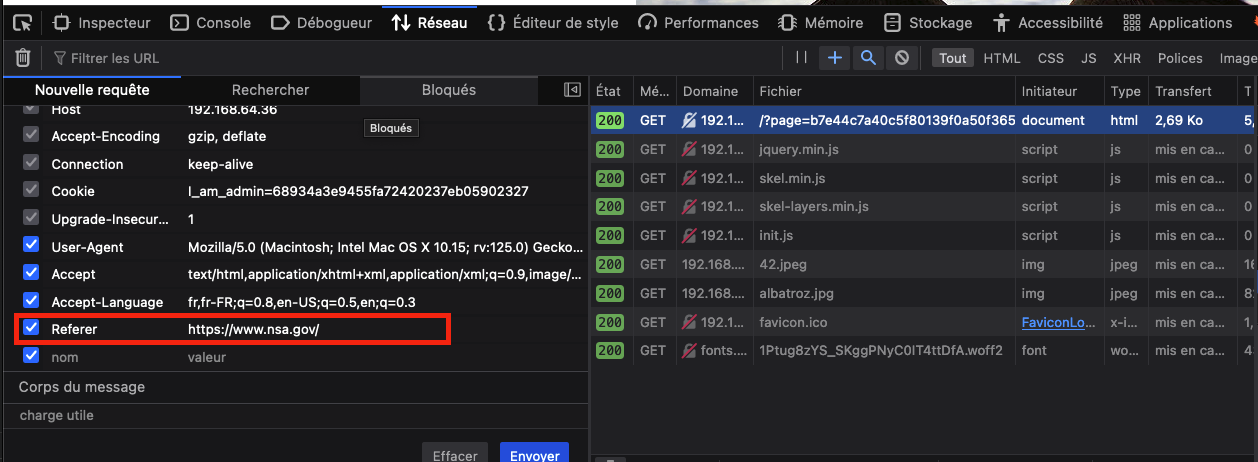 Inspecteur Console Débogueur Réseau Éditeur de style Performances Mémoire Stockage Accessibilité Applications
Filtrer les URL Tout HTML CSS JS XHR Polices Image
Nouvelle requête Rechercher Bloqués
Host 192.168.64.36
Bloqués
Accept-Encoding gzip, deflate
Connection keep-alive
Cookie I_am_admin=68934a3e9455fa72420237eb05902327
Upgrade-Insecur... 1
User-Agent Mozilla/5.0 (Macintosh; Intel Mac OS X 10.15; rv:125.0) Gecko...
Accept text/html,application/xhtml+xml,application/xml;q=0.9,image/...
Accept-Language fr,fr-FR;q=0.8,en-US;q=0.5,en;q=0.3
Referer https://www.nsa.gov/
nom valeur
Corps du message
charge utile
Effacer Envoyer
État Mé... Domaine Fichier Initiateur Type Transfert T
200 GET 192.1... /?page=b7e44c7a40c5f80139f0a50f365 document html 2,69 Ko 5,
200 GET 192.1... jquery.min.js script js mis en ca... 0
200 GET 192.1... skel.min.js script js mis en ca... 0
200 GET 192.1... skel-layers.min.js script js mis en ca... 0
200 GET 192.1... init.js script js mis en ca... 0
200 GET 192.168.... 42.jpeg img jpeg mis en ca... 16
200 GET 192.168.... albatroz.jpg img jpeg mis en ca... 8
200 GET 192.1... favicon.ico FaviconLo... x-i... mis en ca... 1,
200 GET fonts.... 1Ptug8zYS_SKggPNyC0IT4ttDfA.woff2 font wo... mis en ca... 4